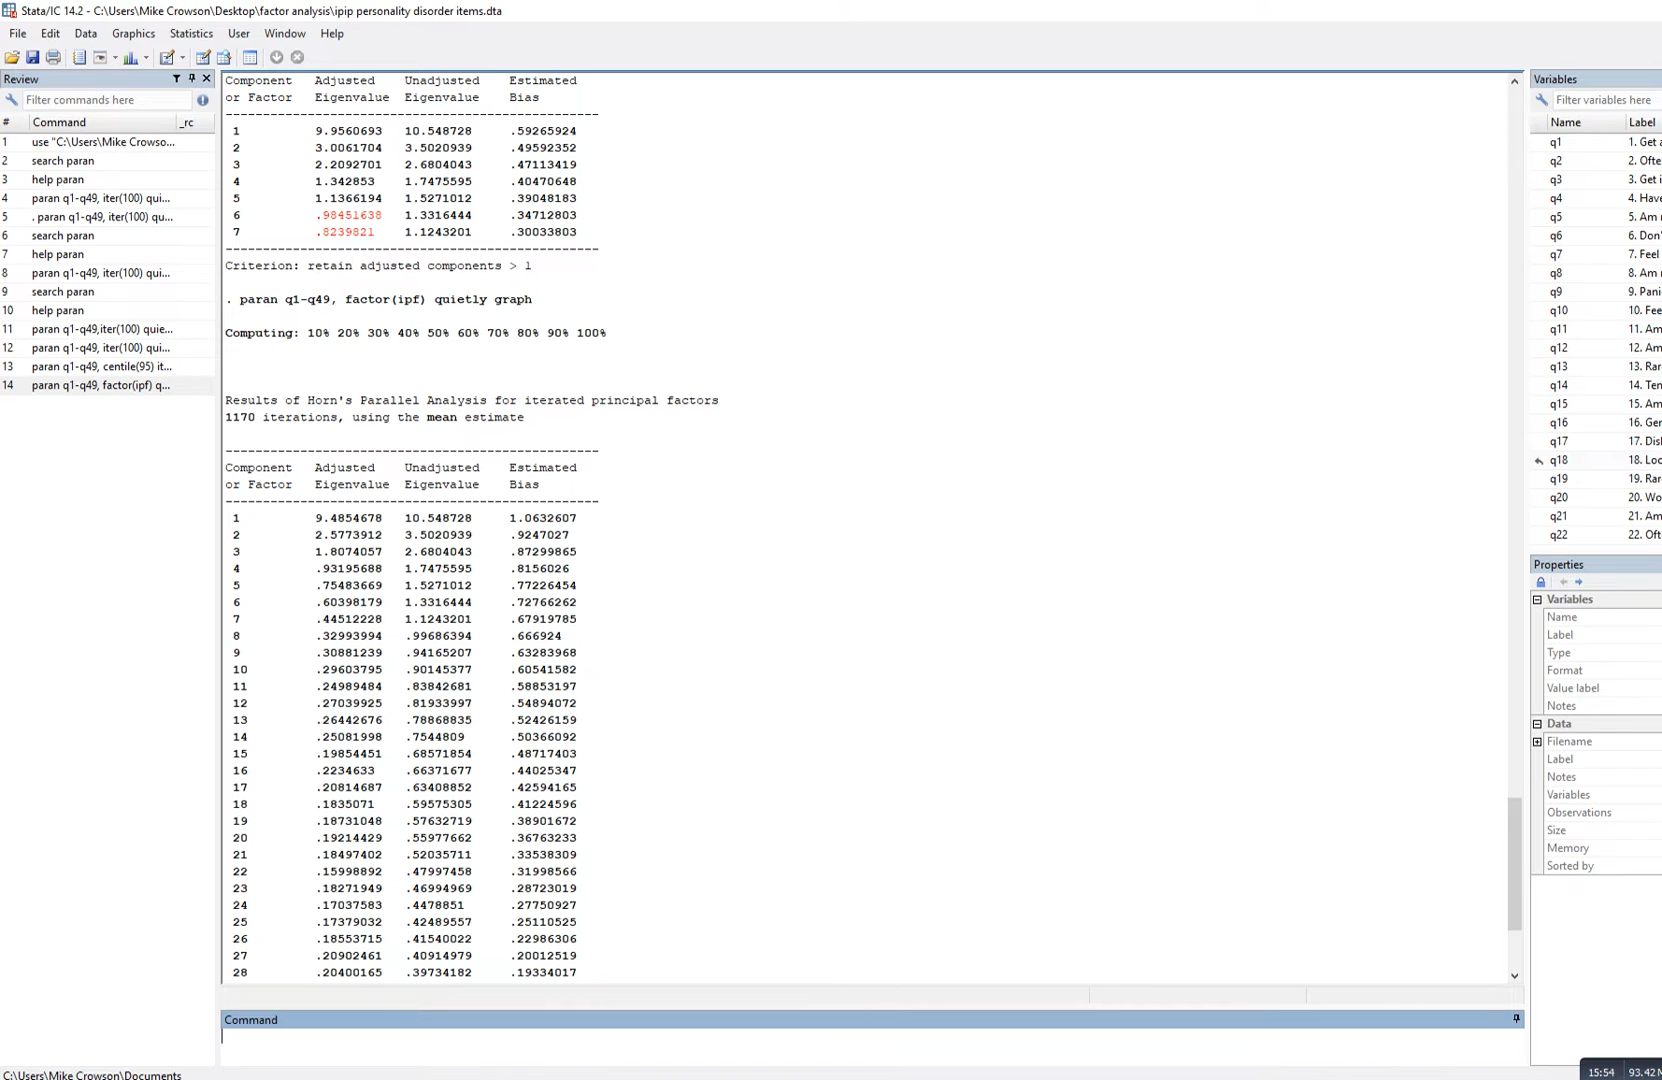 Stata/IC 14.2 - C:\Users\Mike Crowson\Desktop\factor analysis\ipip personality disorder items.dta
File Edit Data Graphics Statistics User Window Help
Review
Filter commands here
# Command _rc
1 use "C:\Users\Mike Crowso...
2 search paran
3 help paran
4 paran q1-q49, iter(100) quie...
5 . paran q1-q49, iter(100) qu...
6 search paran
7 help paran
8 paran q1-q49, iter(100) qui...
9 search paran
10 help paran
11 paran q1-q49,iter(100) quie...
12 paran q1-q49, iter(100) qui...
13 paran q1-q49, centile(95) it...
14 paran q1-q49, factor(ipf) q...
Component Adjusted Unadjusted Estimated
or Factor Eigenvalue Eigenvalue Bias
1 9.9560693 10.548728 .59265924
2 3.0061704 3.5020939 .49592352
3 2.2092701 2.6804043 .47113419
4 1.342853 1.7475595 .40470648
5 1.1366194 1.5271012 .39048183
6 .98451638 1.3316444 .34712803
7 .8239821 1.1243201 .30033803
Criterion: retain adjusted components > 1
. paran q1-q49, factor(ipf) quietly graph
Computing: 10% 20% 30% 40% 50% 60% 70% 80% 90% 100%
Results of Horn's Parallel Analysis for iterated principal factors
1170 iterations, using the mean estimate
Component Adjusted Unadjusted Estimated
or Factor Eigenvalue Eigenvalue Bias
1 9.4854678 10.548728 1.0632607
2 2.5773912 3.5020939 .9247027
3 1.8074057 2.6804043 .87299865
4 .93195688 1.7475595 .8156026
5 .75483669 1.5271012 .77226454
6 .60398179 1.3316444 .72766262
7 .44512228 1.1243201 .67919785
8 .32993994 .99686394 .666924
9 .30881239 .94165207 .63283968
10 .29603795 .90145377 .60541582
11 .24989484 .83842681 .58853197
12 .27039925 .81933997 .54894072
13 .26442676 .78868835 .52426159
14 .25081998 .7544809 .50366092
15 .19854451 .68571854 .48717403
16 .2234633 .66371677 .44025347
17 .20814687 .63408852 .42594165
18 .1835071 .59575305 .41224596
19 .18731048 .57632719 .38901672
20 .19214429 .55977662 .36763233
21 .18497402 .52035711 .33538309
22 .15998892 .47997458 .31998566
23 .18271949 .46994969 .28723019
24 .17037583 .4478851 .27750927
25 .17379032 .42489557 .25110525
26 .18553715 .41540022 .22986306
27 .20902461 .40914979 .20012519
28 .20400165 .39734182 .19334017
Command
C:\Users\Mike Crowson\Documents
Variables
Filter variables here
Name Label
q1 1. Get a
q2 2. Ofte
q3 3. Get i
q4 4. Have
q5 5. Am r
q6 6. Don'
q7 7. Feel
q8 8. Am r
q9 9. Pani
q10 10. Fee
q11 11. Am
q12 12. Am
q13 13. Rar
q14 14. Ten
q15 15. Am
q16 16. Ger
q17 17. Disl
q18 18. Loc
q19 19. Rar
q20 20. Wo
q21 21. Am
q22 22. Oft
Properties
Variables
Name
Label
Type
Format
Value label
Notes
Data
Filename
Label
Notes
Variables
Observations
Size
Memory
Sorted by
15:54 93.42 M